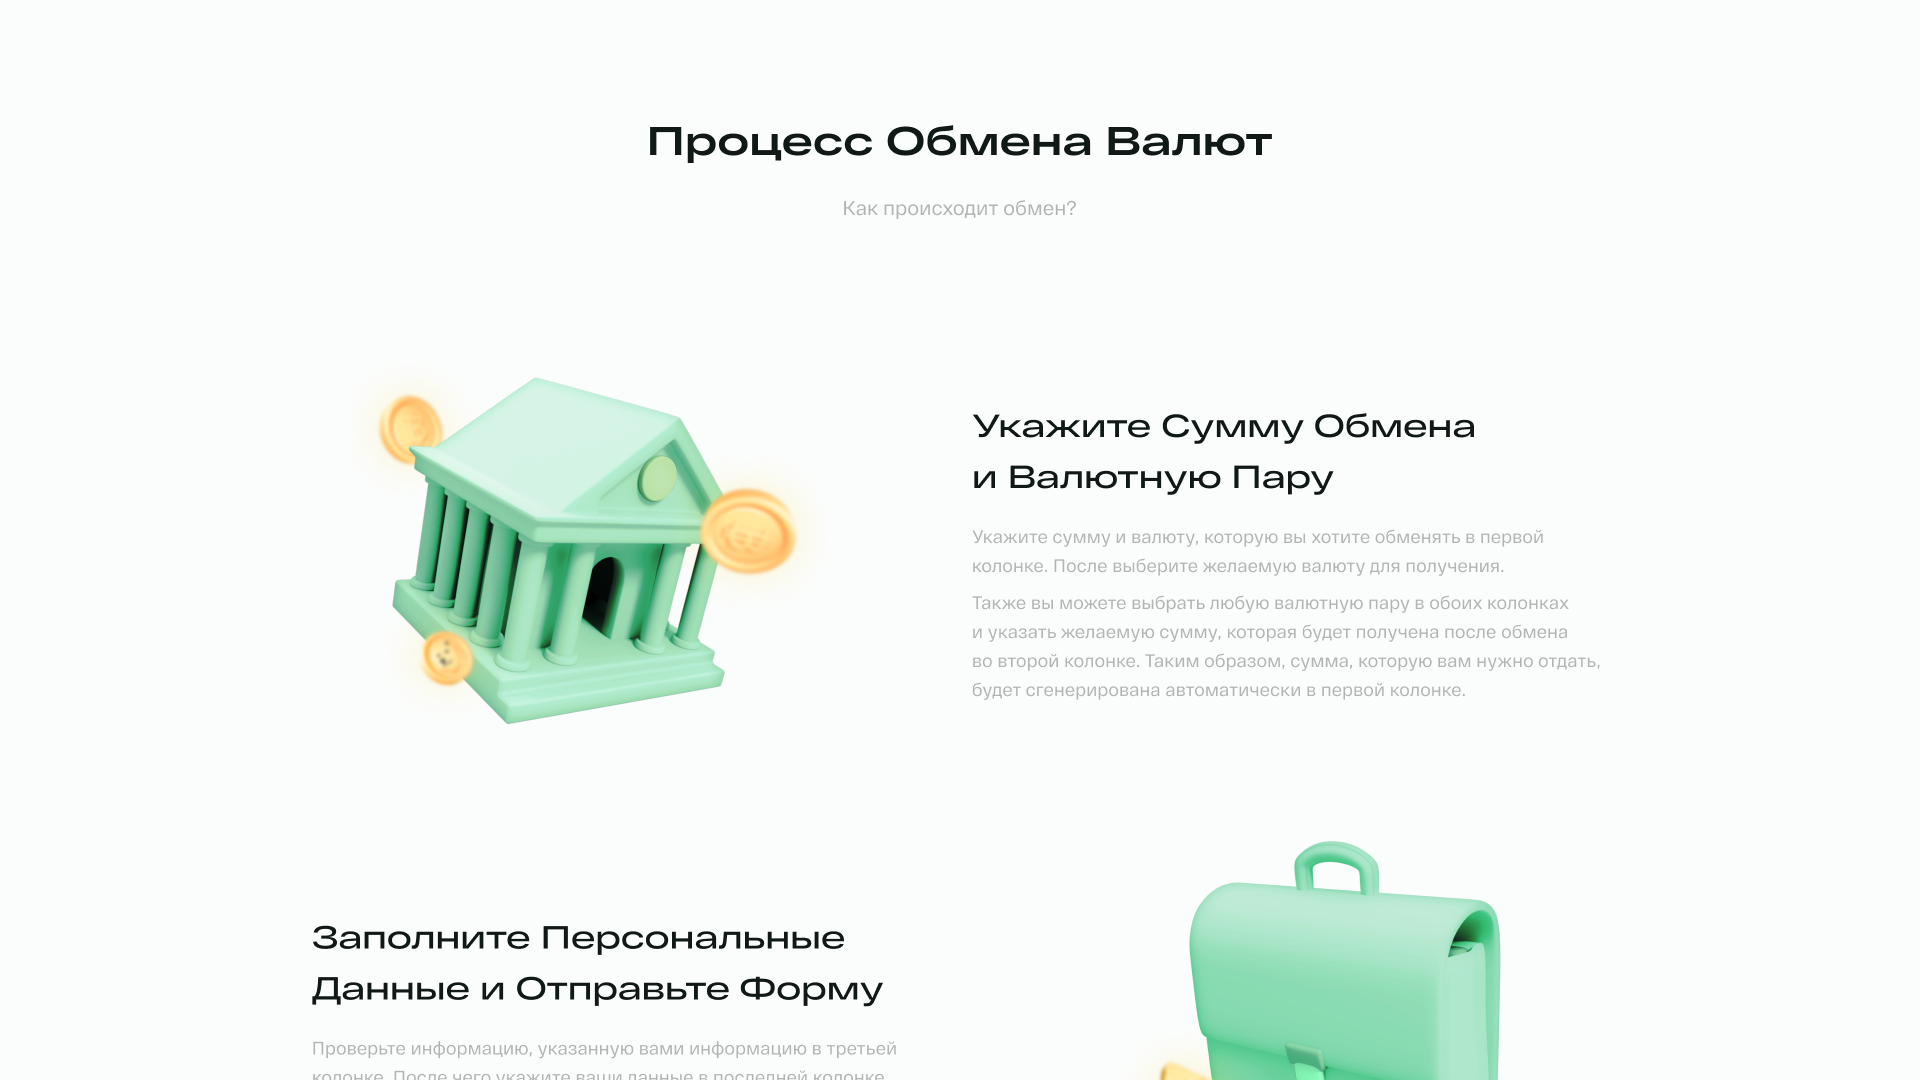 Процесс Обмена Валют
Как происходит обмен?
Укажите Сумму Обмена
и Валютную Пару
Укажите сумму и валюту, которую вы хотите обменять в первой
колонке. После выберите желаемую валюту для получения.
Также вы можете выбрать любую валютную пару в обоих колонках
и указать желаемую сумму, которая будет получена после обмена
во второй колонке. Таким образом, сумма, которую вам нужно отдать,
будет сгенерирована автоматически в первой колонке.
Заполните Персональные
Данные и Отправьте Форму
Проверьте информацию, указанную вами информацию в третьей
колонке. После чего укажите ваши данные в последней колонке